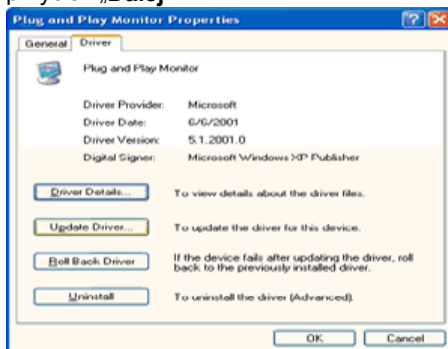 „Dalej”
Plug and Play Monitor Properties
General Driver
Plug and Play Monitor
Driver Provider: Microsoft
Driver Date: 6/6/2001
Driver Version: 5.1.2001.0
Digital Signer: Microsoft Windows XP Publisher
Driver Details... To view details about the driver files.
Update Driver... To update the driver for this device.
Roll Back Driver If the device fails after updating the driver, roll
back to the previously installed driver.
Uninstall To uninstall the driver (Advanced).
OK Cancel